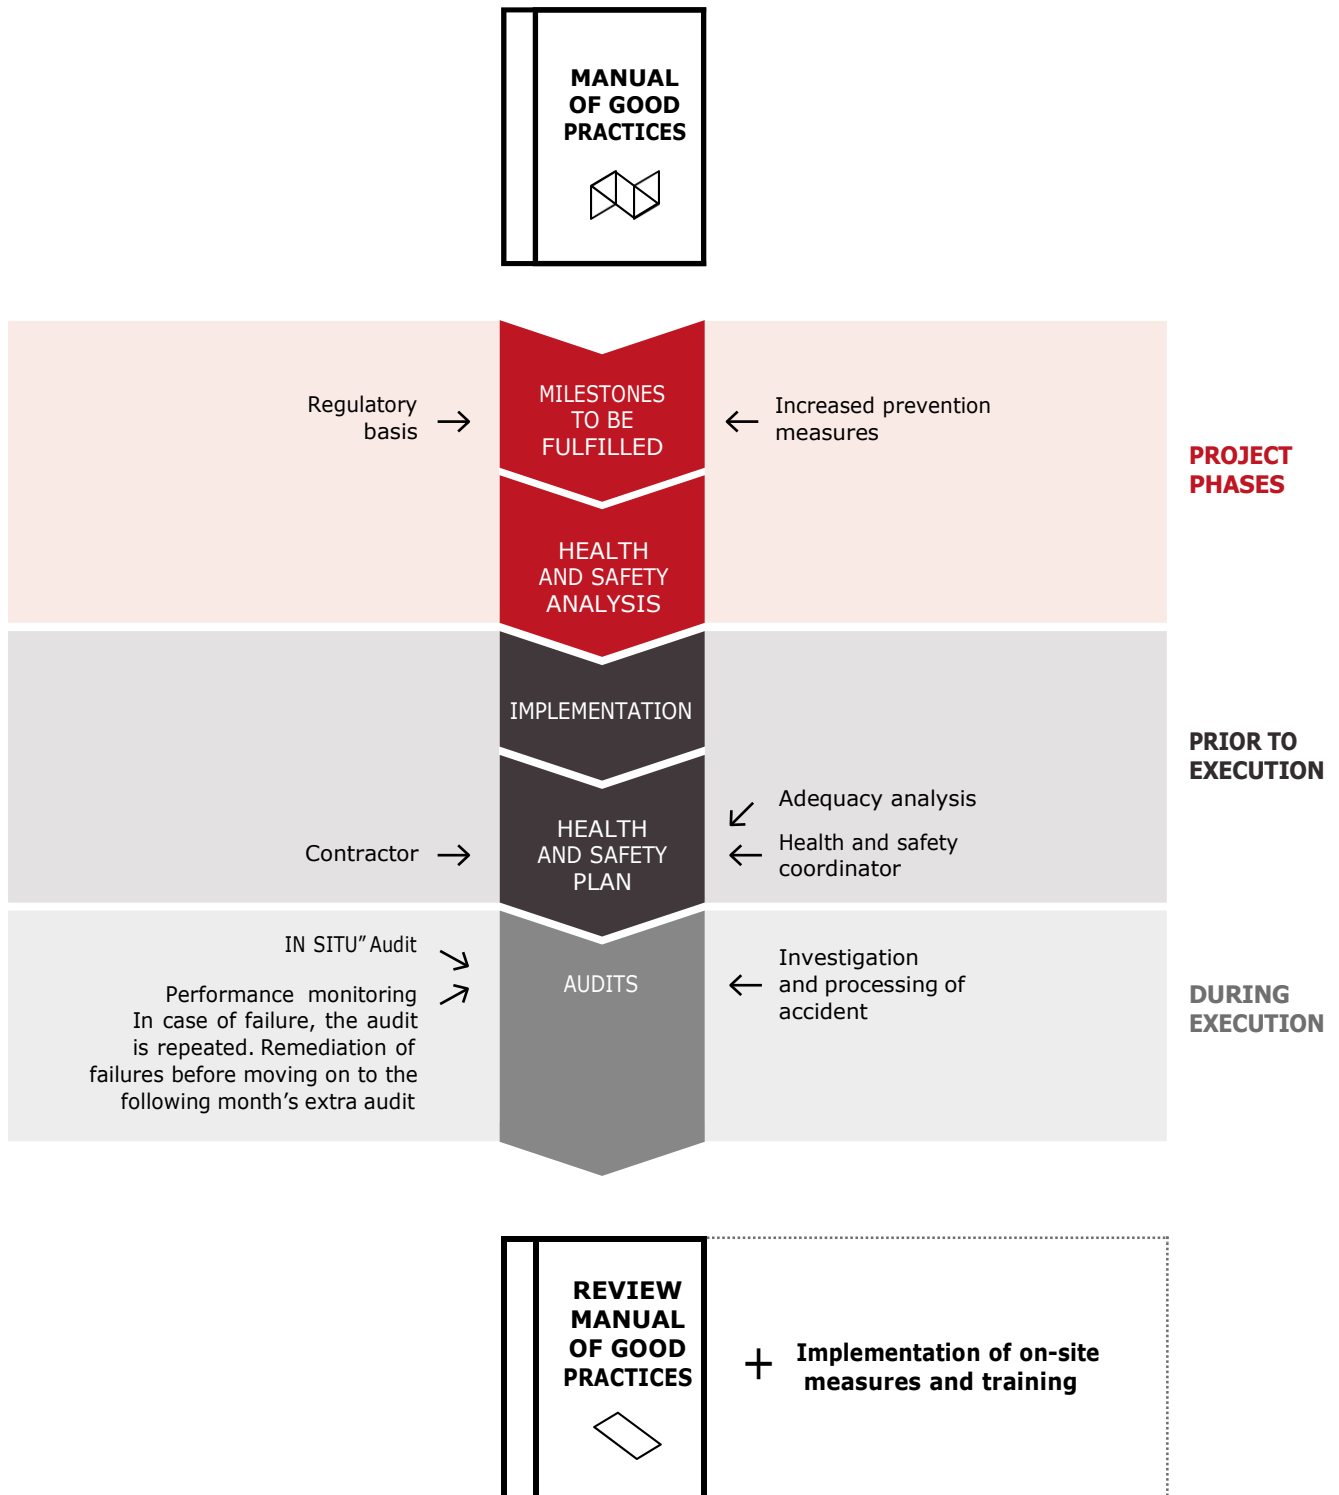 MANUAL
OF GOOD
PRACTICES
Regulatory
basis
MILESTONES
TO BE
FULFILLED
Increased prevention
measures
PROJECT
PHASES
HEALTH
AND SAFETY
ANALYSIS
IMPLEMENTATION
PRIOR TO
EXECUTION
Contractor
HEALTH
AND SAFETY
PLAN
Adequacy analysis
Health and safety
coordinator
IN SITU” Audit
Performance monitoring
In case of failure, the audit
is repeated. Remediation of
failures before moving on to the
following month’s extra audit
AUDITS
Investigation
and processing of
accident
DURING
EXECUTION
REVIEW
MANUAL
OF GOOD
PRACTICES
+ Implementation of on-site
measures and training